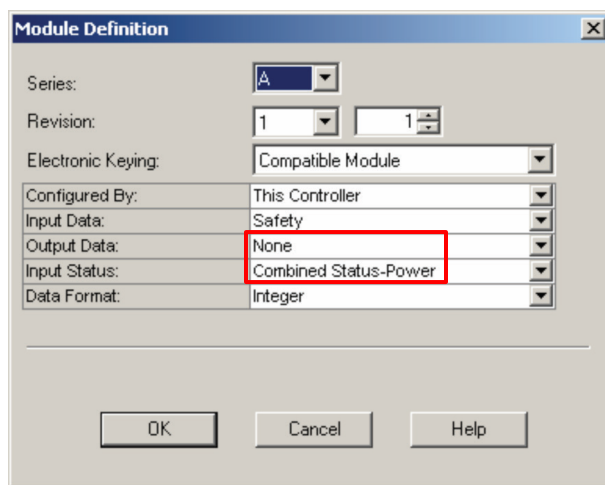 Module Definition
Series: A
Revision: 1 1
Electronic Keying: Compatible Module
Configured By: This Controller
Input Data: Safety
Output Data: None
Input Status: Combined Status-Power
Data Format: Integer
OK Cancel Help